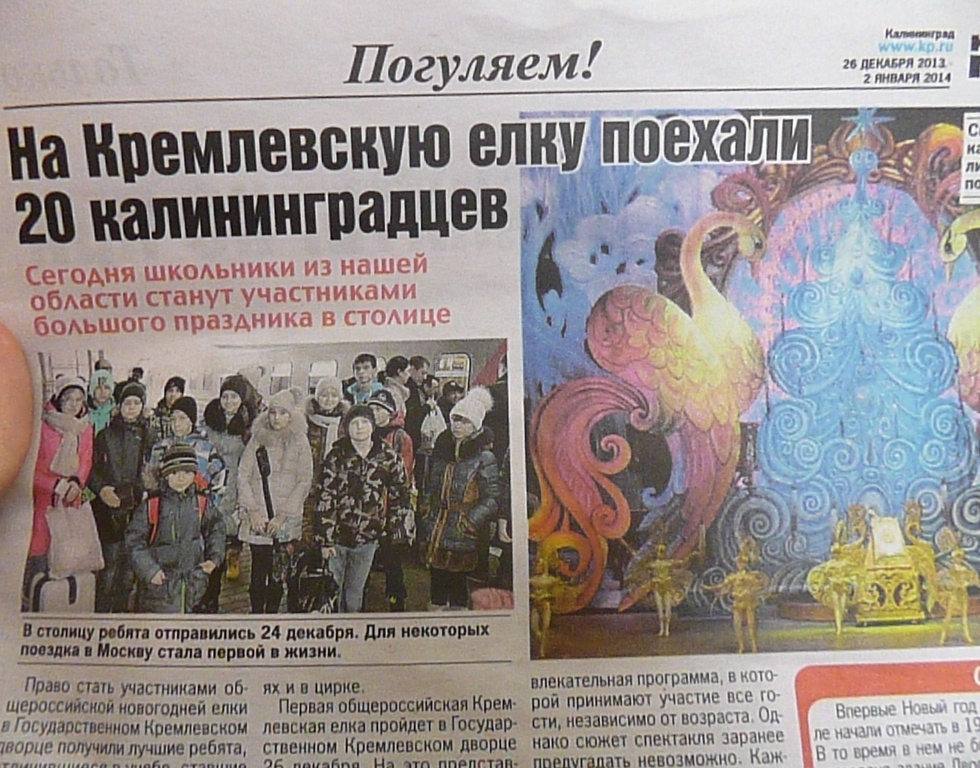 Погуляем!
Калининград
www.kp.ru
26 ДЕКАБРЯ 2013 -
2 ЯНВАРЯ 2014
На Кремлевскую елку поехали
20 калининградцев
Сегодня школьники из нашей
области станут участниками
большого праздника в столице
В столицу ребята отправились 24 декабря. Для некоторых
поездка в Москву стала первой в жизни.
Право стать участниками об-
щероссийской новогодней елки
в Государственном Кремлевском
дворце получили лучшие ребята,
отличившиеся в учебе, ставшие
ях и в цирке.
Первая общероссийская Крем-
левская елка пройдет в Государ-
ственном Кремлевском дворце
26 декабря. На это представ-
влекательная программа, в кото-
рой принимают участие все го-
сти, независимо от возраста. Од-
нако сюжет спектакля заранее
предугадать невозможно. Каж-
Впервые Новый год
ле начали отмечать в 19
В то время в нем не б